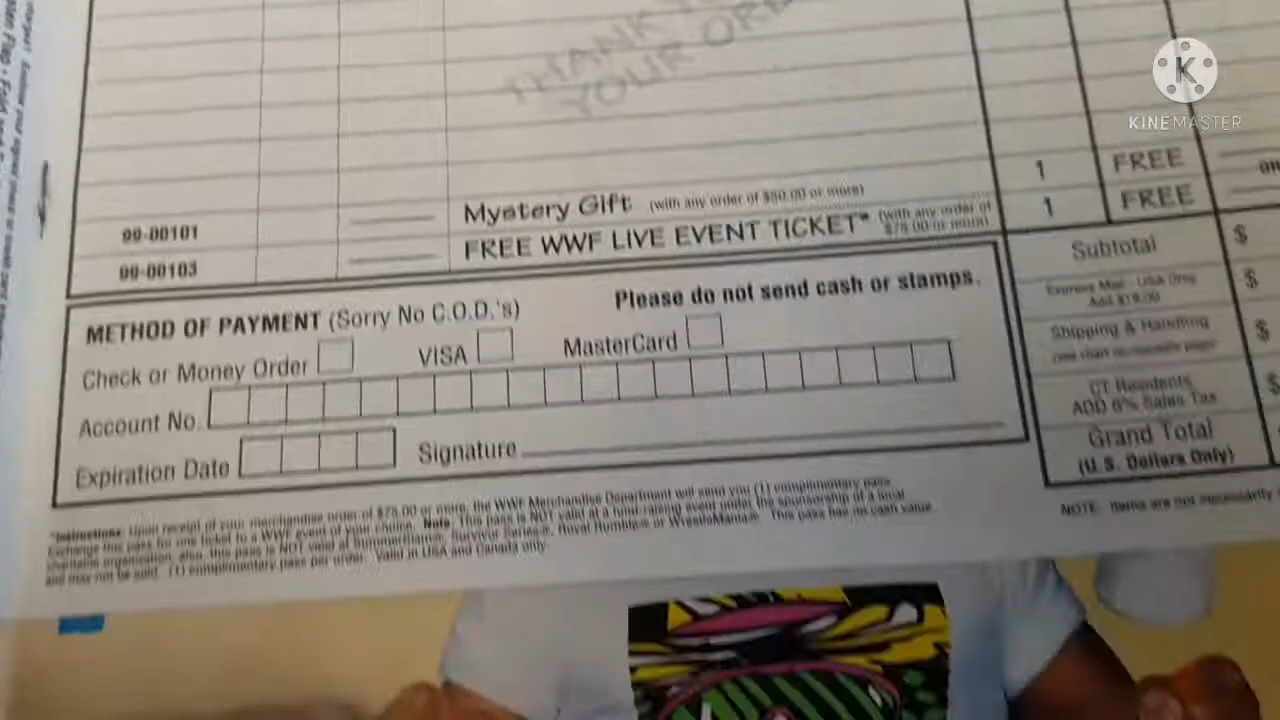 THANK
YOUR
KINEMASTER
1 FREE
99-00101 Mystery Gift (with any order of $50.00 or more) 1 FREE
99-00103 FREE WWF LIVE EVENT TICKET* (with any order of $75.00 or more)
METHOD OF PAYMENT (Sorry No C.O.D.'s) Please do not send cash or stamps.
Check or Money Order VISA MasterCard
Account No.
Expiration Date Signature
Subtotal $
Express Mail: USA Only $
Add $18.00
Shipping & Handling $
CT Residents $
ADD 6% Sales Tax
Grand Total
(U.S. Dollars Only)
*Instructions: Upon receipt of your merchandise order of $75.00 or more, the WWF Merchandise Department will send you (1) complimentary pass.
Exchange this pass for one ticket to a WWF event of your choice. Note: This pass is NOT valid at a fund-raising event under the sponsorship of a local
charitable organization; also, this pass is NOT valid at SummerSlam®, Survivor Series®, Royal Rumble® or WrestleMania®. This pass has no cash value
and may not be sold. (1) complimentary pass per order. Valid in USA and Canada only.
NOTE: Items are not necessarily